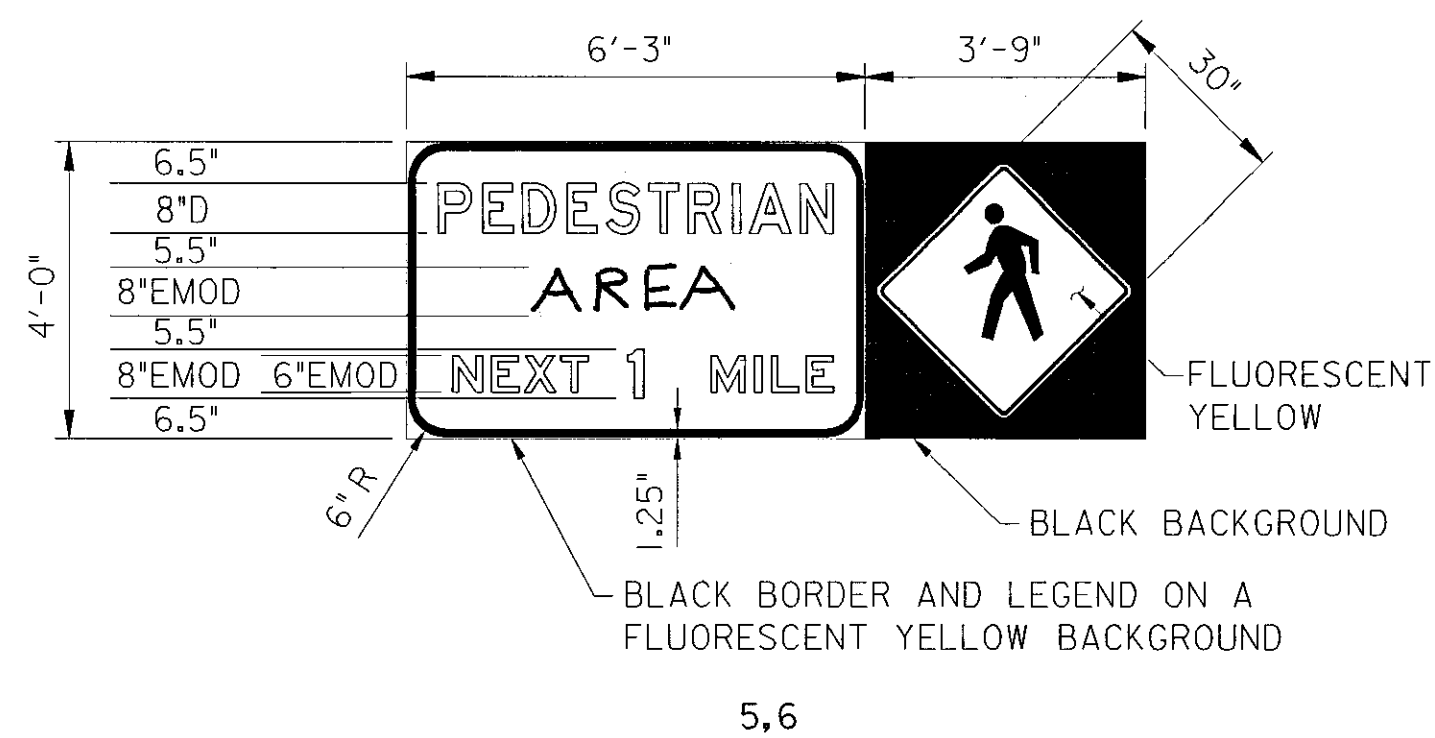 6'-3"
3'-9"
30"
4'-0"
6.5"
8"D
5.5"
8"EMOD
5.5"
8"EMOD 6"EMOD
6.5"
PEDESTRIAN
AREA
NEXT 1 MILE
6" R
1.25"
FLUORESCENT
YELLOW
BLACK BACKGROUND
BLACK BORDER AND LEGEND ON A
FLUORESCENT YELLOW BACKGROUND
5,6